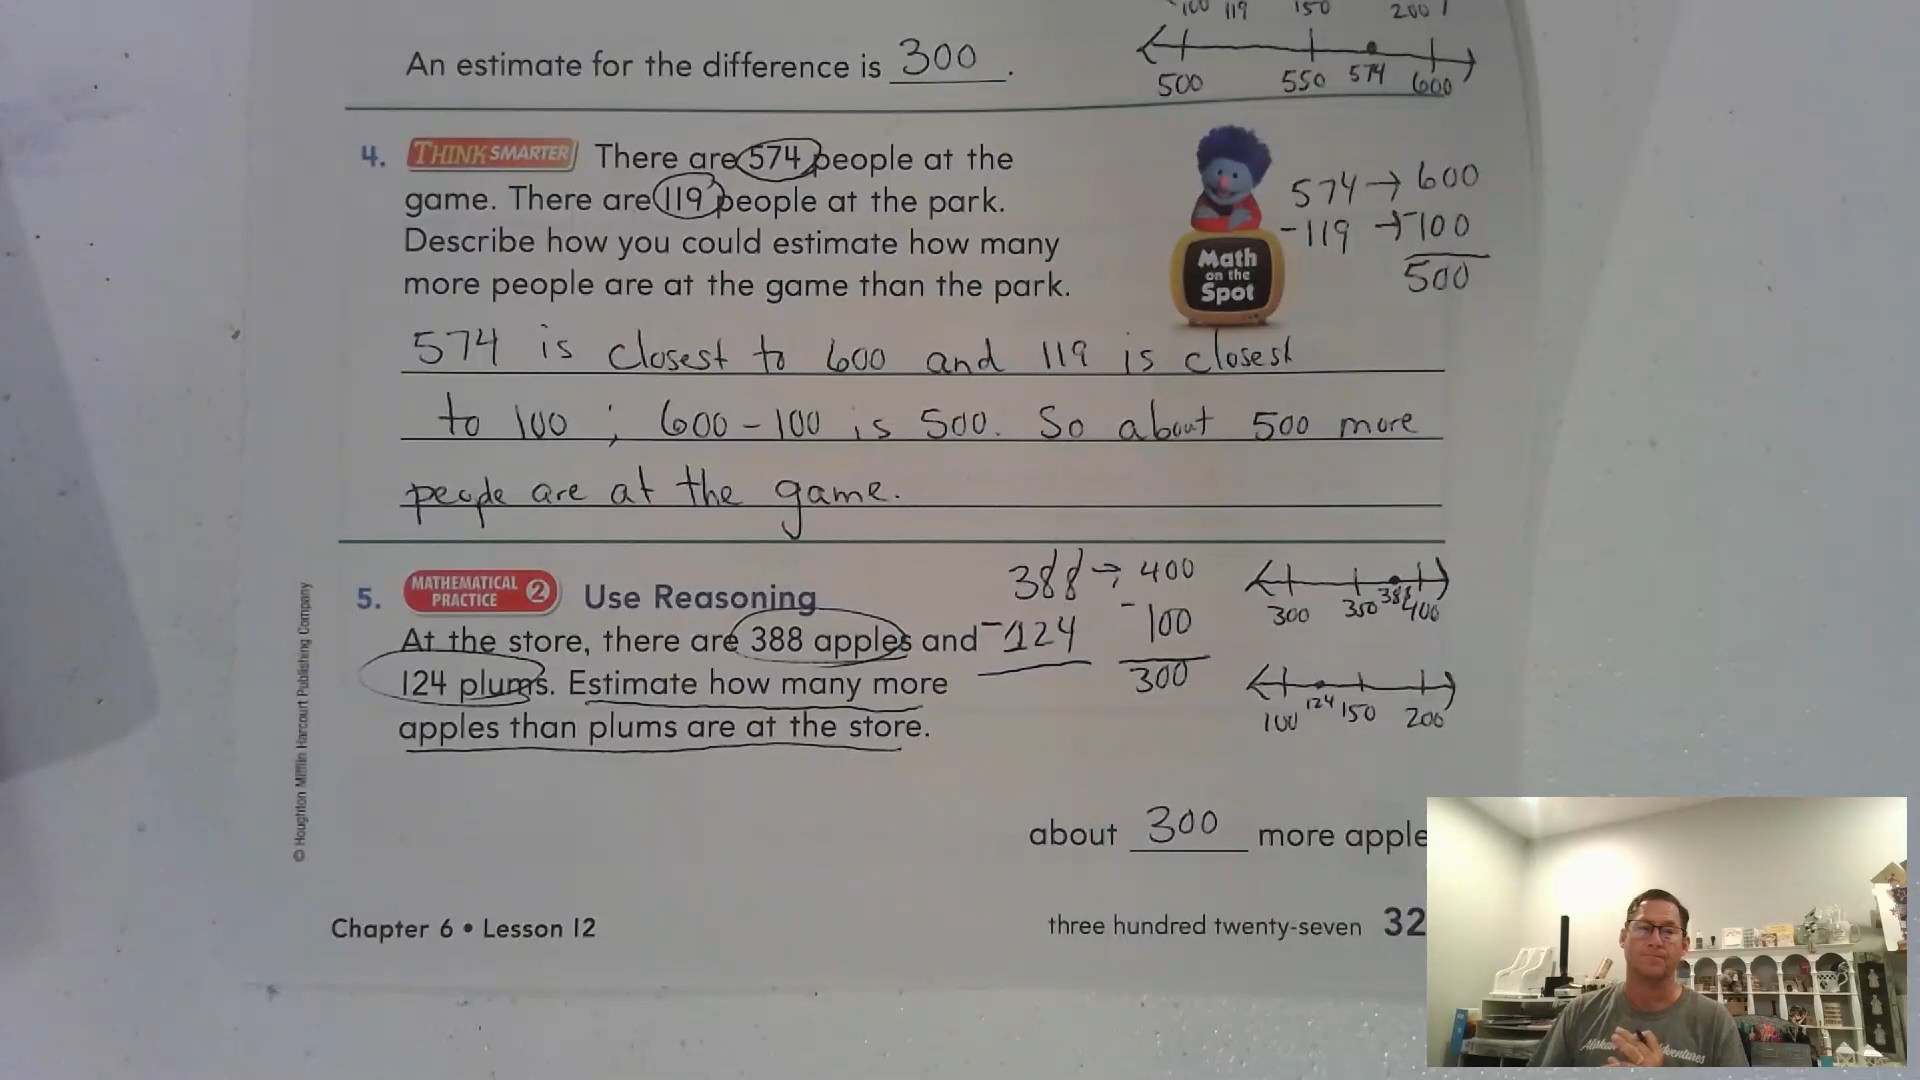 100 119 150 200
An estimate for the difference is 300.
500 550 574 600
4. THINK SMARTER There are 574 people at the
game. There are 119 people at the park.
Describe how you could estimate how many
more people are at the game than the park.
Math
on the
Spot
574 → 600
- 119 → - 100
500
574 is closest to 600 and 119 is closest
to 100 ; 600 - 100 is 500. So about 500 more
people are at the game.
5. MATHEMATICAL PRACTICE 2 Use Reasoning
At the store, there are 388 apples and
124 plums. Estimate how many more
apples than plums are at the store.
388 → 400
- 124 - 100
300
300 350 388 400
100 124 150 200
about 300 more apple
© Houghton Mifflin Harcourt Publishing Company
Chapter 6 • Lesson 12
three hundred twenty-seven 32